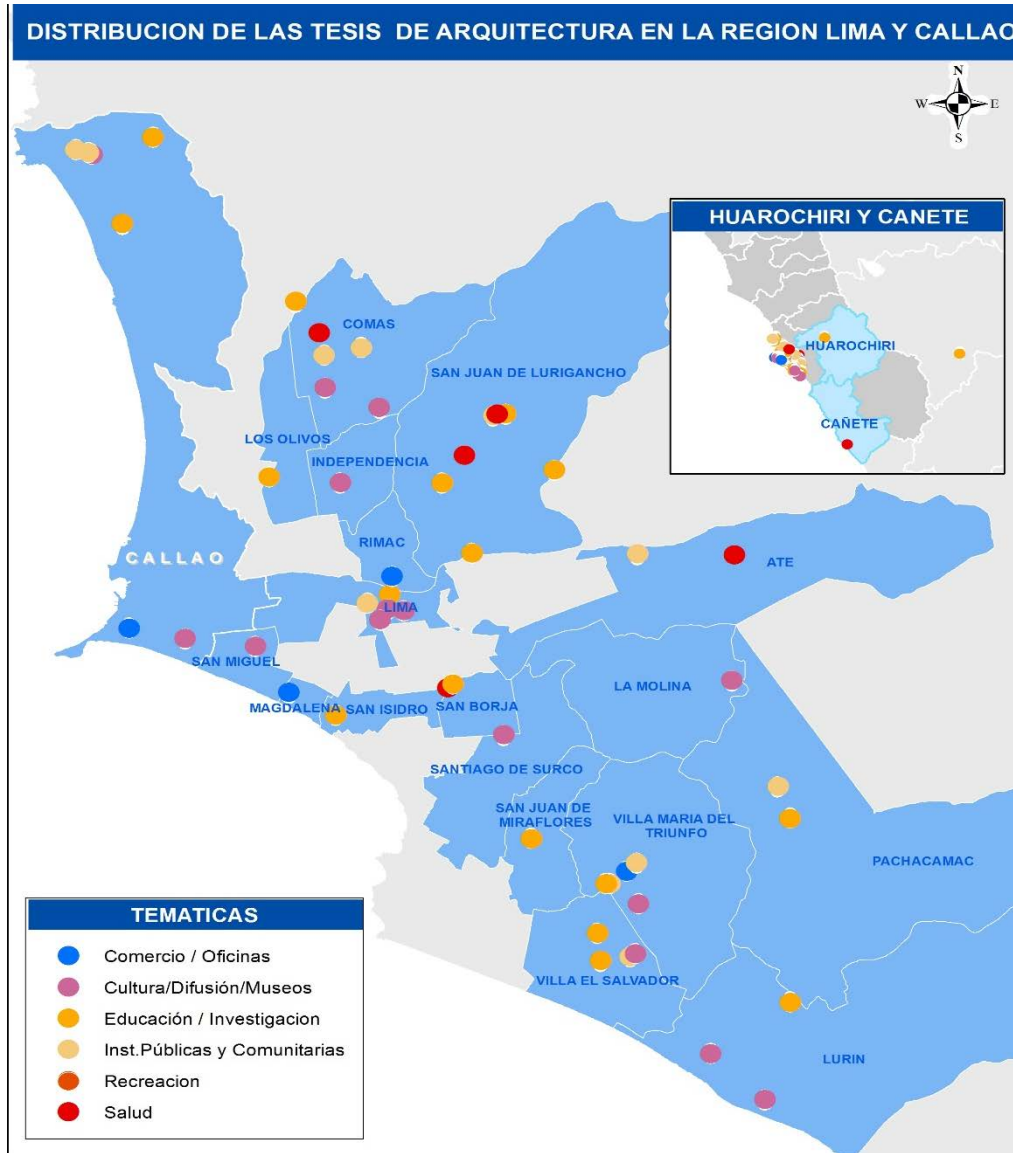 DISTRIBUCION DE LAS TESIS DE ARQUITECTURA EN LA REGION LIMA Y CALLAO
N
W
E
S
HUAROCHIRI Y CANETE
HUAROCHIRI
CAÑETE
COMAS
SAN JUAN DE LURIGANCHO
LOS OLIVOS
INDEPENDENCIA
RIMAC
CALLAO
ATE
LIMA
SAN MIGUEL
LA MOLINA
MAGDALENA
SAN ISIDRO
SAN BORJA
SANTIAGO DE SURCO
SAN JUAN DE
MIRAFLORES
VILLA MARIA DEL
TRIUNFO
PACHACAMAC
VILLA EL SALVADOR
LURIN
TEMATICAS
Comercio / Oficinas
Cultura/Difusión/Museos
Educación / Investigacion
Inst.Públicas y Comunitarias
Recreacion
Salud